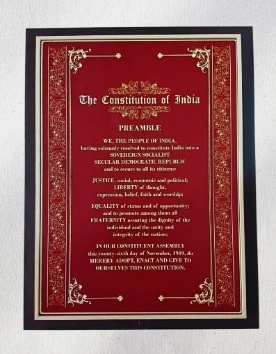 The Constitution of India
PREAMBLE
WE, THE PEOPLE OF INDIA,
having solemnly resolved to constitute India into a
SOVEREIGN SOCIALIST
SECULAR DEMOCRATIC REPUBLIC
and to secure to all its citizens:
JUSTICE, social, economic and political;
LIBERTY of thought,
expression, belief, faith and worship;
EQUALITY of status and of opportunity;
and to promote among them all
FRATERNITY assuring the dignity of the
individual and the unity and
integrity of the nation;
IN OUR CONSTITUENT ASSEMBLY
this twenty-sixth day of November, 1949, do
HEREBY ADOPT, ENACT AND GIVE TO
OURSELVES THIS CONSTITUTION.